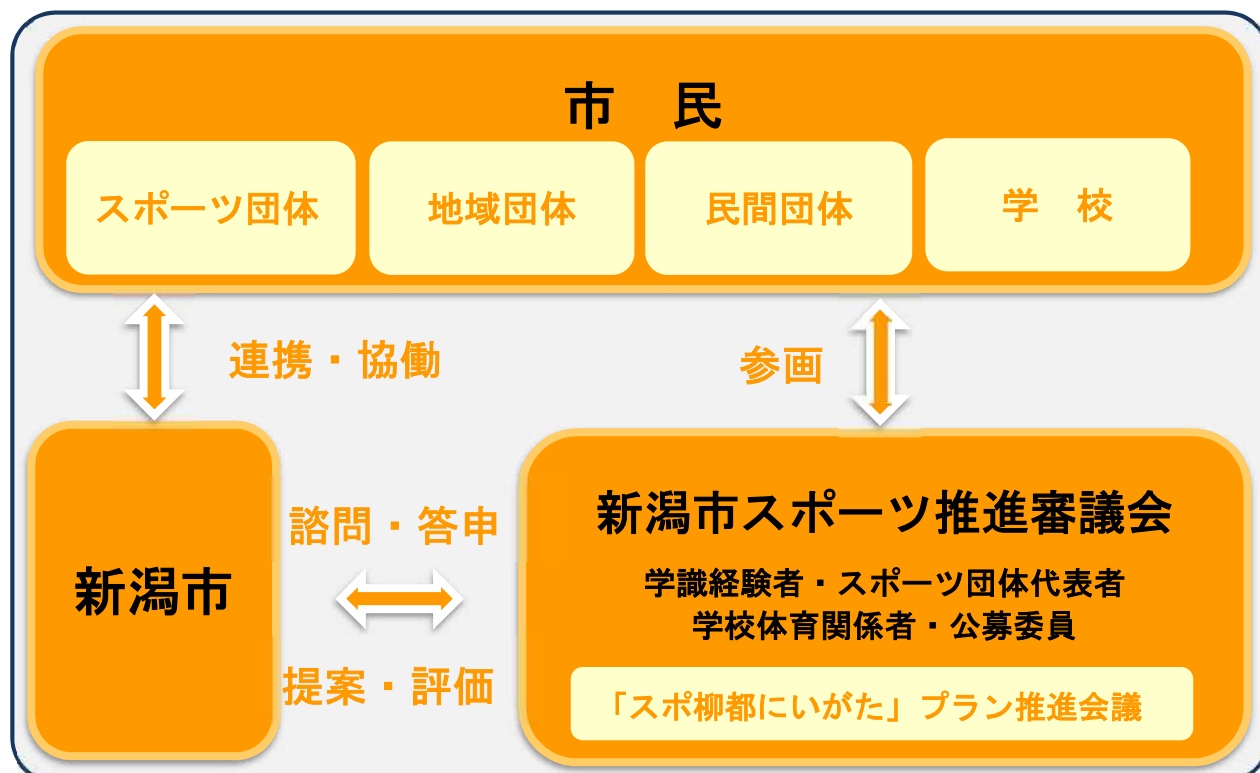 市　民
スポーツ団体
地域団体
民間団体
学　校
連携・協働
参画
新潟市
諮問・答申
提案・評価
新潟市スポーツ推進審議会
学識経験者・スポーツ団体代表者
学校体育関係者・公募委員
「スポ柳都にいがた」プラン推進会議